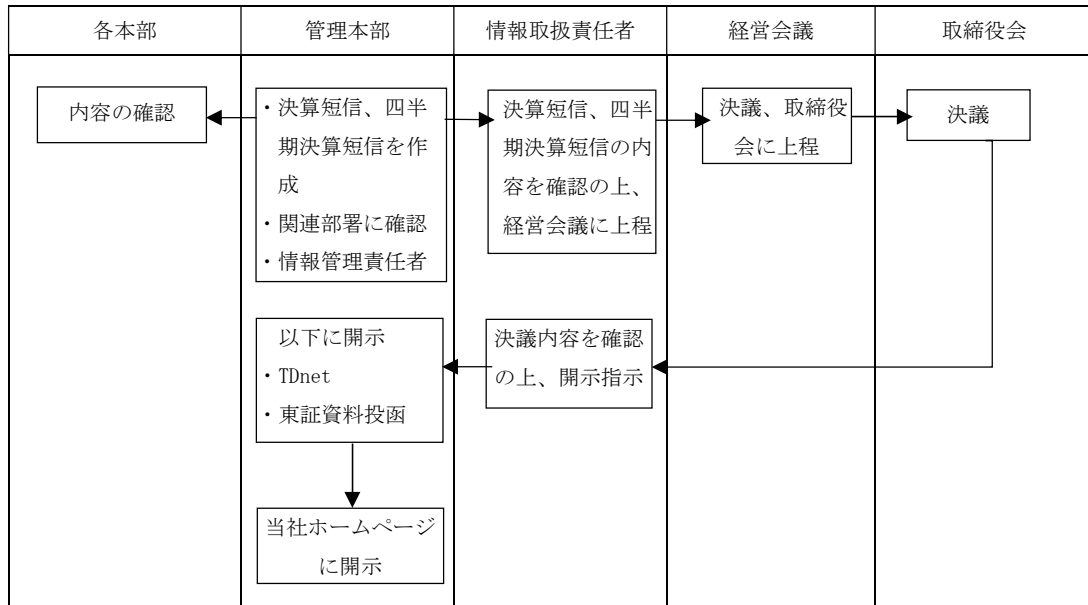 各本部
管理本部
情報取扱責任者
経営会議
取締役会
内容の確認
・決算短信、四半
期決算短信を作
成
・関連部署に確認
・情報管理責任者
決算短信、四半
期決算短信の内
容を確認の上、
経営会議に上程
決議、取締役
会に上程
決議
以下に開示
・TDnet
・東証資料投函
決議内容を確認
の上、開示指示
当社ホームページ
に開示